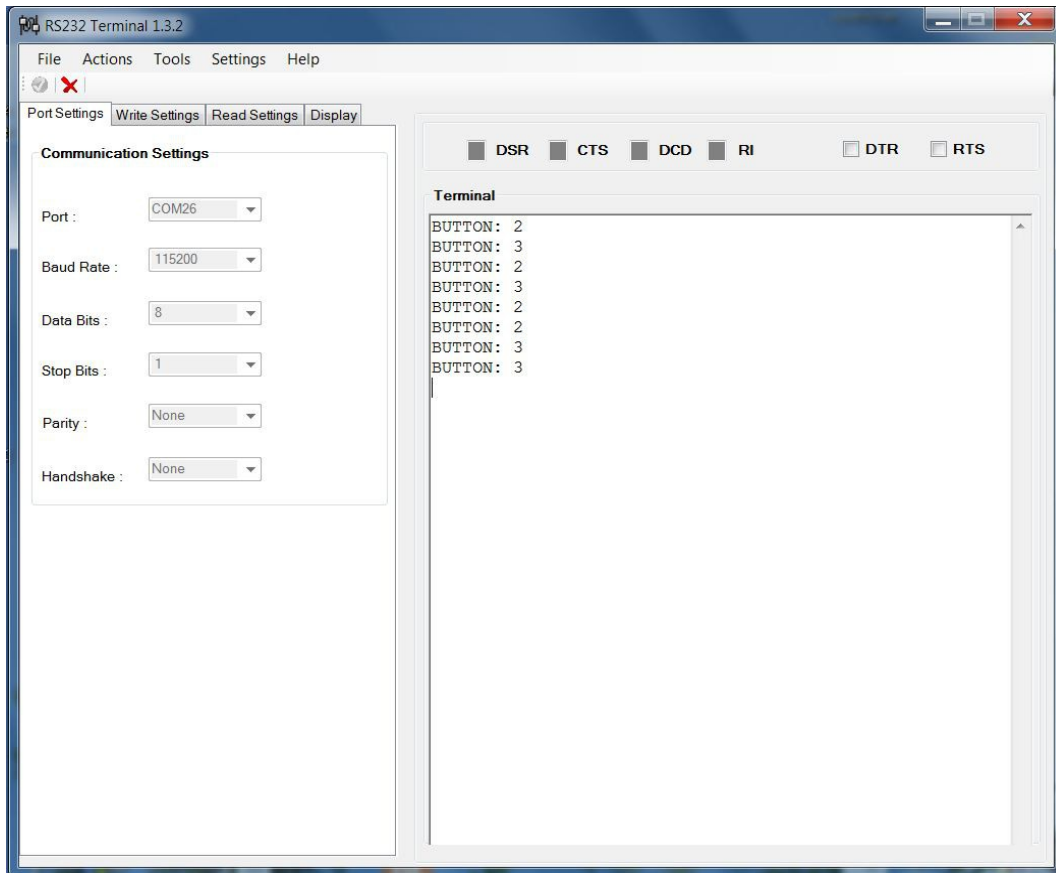 RS232 Terminal 1.3.2
File Actions Tools Settings Help
Port Settings Write Settings Read Settings Display
Communication Settings
Port : COM26
Baud Rate : 115200
Data Bits : 8
Stop Bits : 1
Parity : None
Handshake : None
DSR CTS DCD RI DTR RTS
Terminal
BUTTON: 2
BUTTON: 3
BUTTON: 2
BUTTON: 3
BUTTON: 2
BUTTON: 2
BUTTON: 3
BUTTON: 3